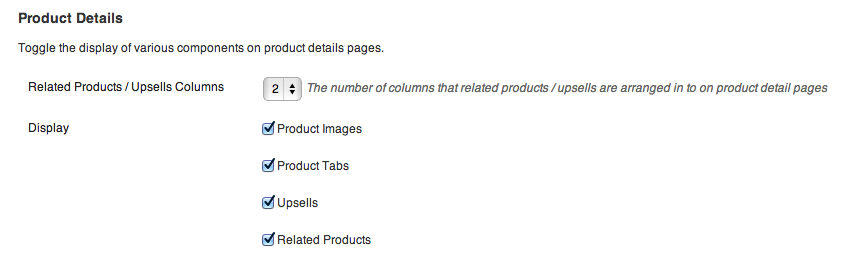 Product Details
Toggle the display of various components on product details pages.
Related Products / Upsells Columns 2 The number of columns that related products / upsells are arranged in to on product detail pages
Display Product Images
Product Tabs
Upsells
Related Products